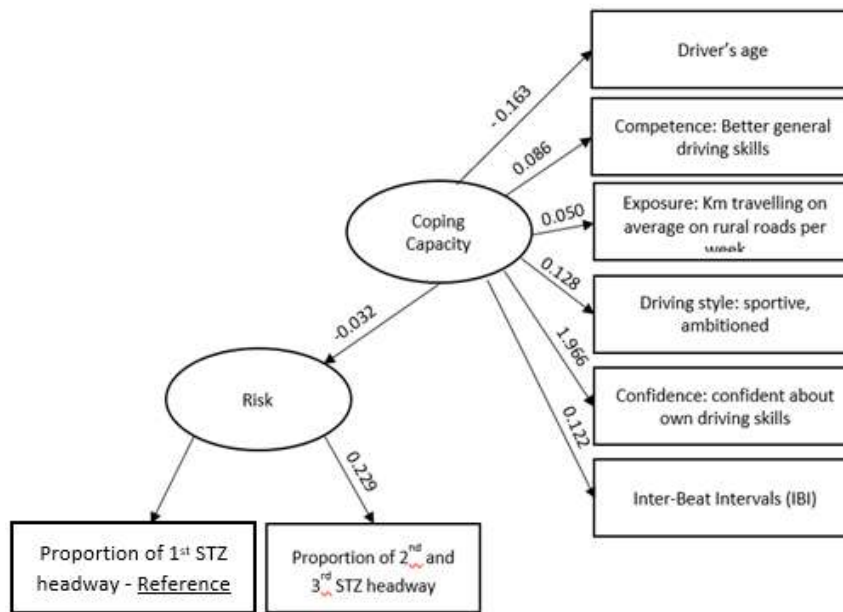 Driver's age
- 0.163
Competence: Better general
driving skills
0.086
Exposure: Km travelling on
average on rural roads per
week
0.050
Coping
Capacity
Driving style: sportive,
ambitioned
0.128
Confidence: confident about
own driving skills
1.966
Inter-Beat Intervals (IBI)
0.122
-0.032
Risk
0.229
Proportion of 1st STZ
headway - Reference
Proportion of 2nd and
3rd STZ headway